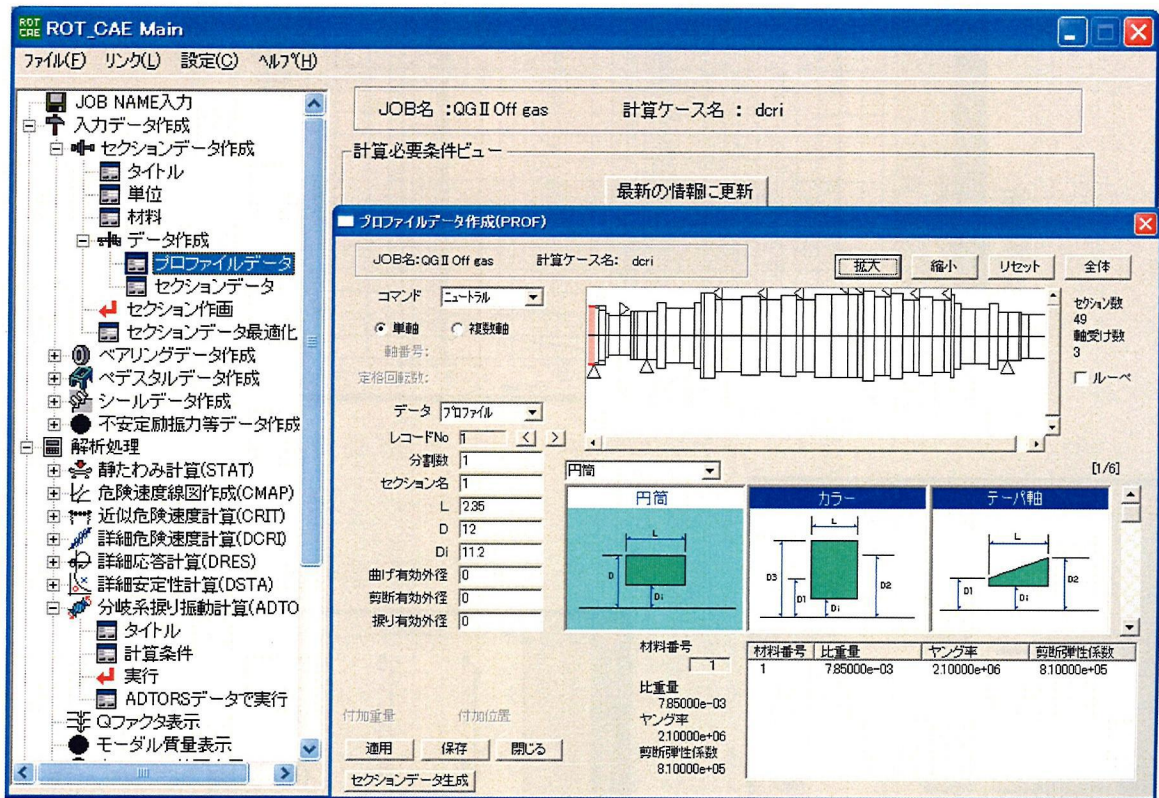 ROT CAE ROT_CAE Main
ファイル(F) リンク(L) 設定(C) ヘルプ(H)
JOB NAME入力
入力データ作成
セクションデータ作成
タイトル
単位
材料
データ作成
プロファイルデータ
セクションデータ
セクション作画
セクションデータ最適化
ベアリングデータ作成
ペデスタルデータ作成
シールデータ作成
不安定励振力等データ作成
解析処理
静たわみ計算(STAT)
危険速度線図作成(CMAP)
近似危険速度計算(CRIT)
詳細危険速度計算(DCRI)
詳細応答計算(DRES)
詳細安定性計算(DSTA)
分岐系捩り振動計算(ADTO
タイトル
計算条件
実行
ADTORSデータで実行
Qファクタ表示
モーダル質量表示
JOB名 :QGⅡOff gas 計算ケース名 : dcri
計算必要条件ビュー
最新の情報に更新
プロファイルデータ作成(PROF)
JOB名:QGⅡOff gas 計算ケース名: dcri
拡大 縮小 リセット 全体
コマンド ニュートラル
単軸 複数軸
軸番号:
定格回転数:
セクション数
49
軸受け数
3
ルーペ
データ プロファイル
レコードNo 1 < >
分割数 1
セクション名 1
L 2.35
D 12
Di 11.2
曲げ有効外径 0
剪断有効外径 0
捩り有効外径 0
円筒 [1/6]
円筒 カラー テーパ軸
L
D
Di
L
D3
D1
Di
D2
L
D1
Di
D2
材料番号
1
比重量
7.85000e-03
ヤング率
2.10000e+06
剪断弾性係数
8.10000e+05
材料番号 比重量 ヤング率 剪断弾性係数
1 7.85000e-03 2.10000e+06 8.10000e+05
付加重量 付加位置
適用 保存 閉じる
セクションデータ生成